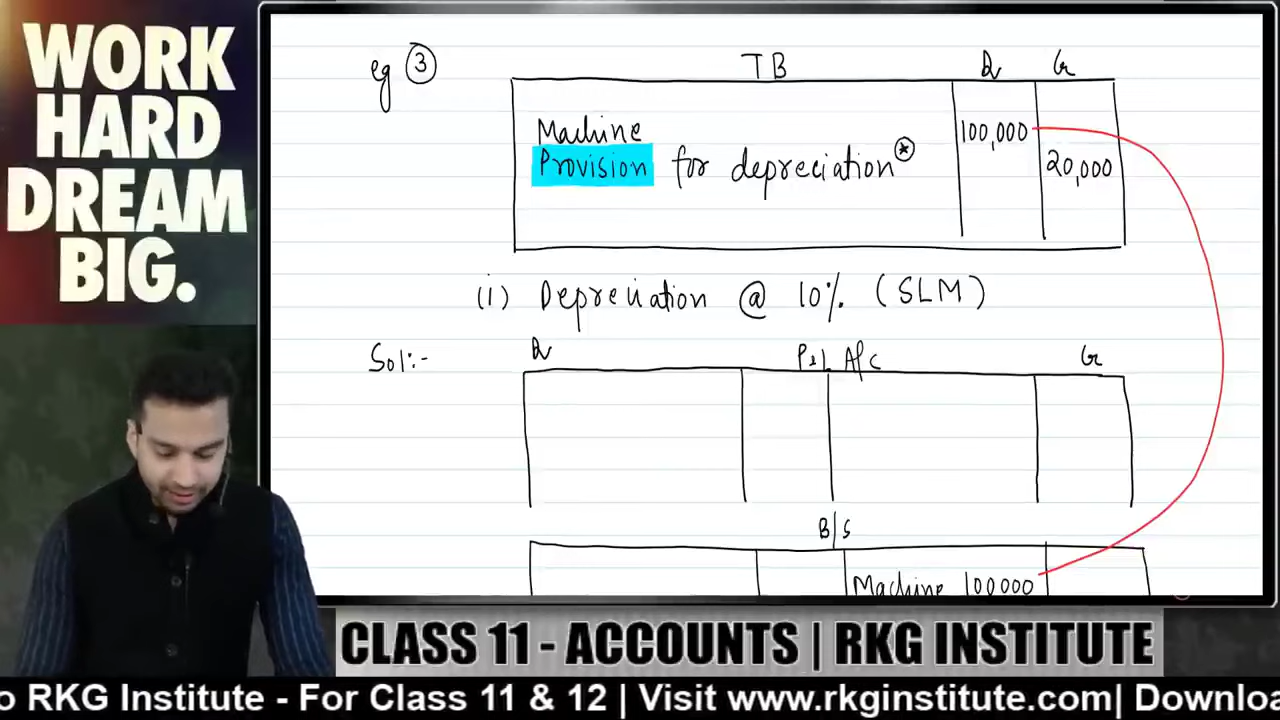 WORK
HARD
DREAM
BIG.
eg ③
TB Dr Cr
Machine 100,000
Provision for depreciation* 20,000
(i) Depreciation @ 10% (SLM)
Sol:-
Dr P&L A/c Cr
B/S
Machine 100000
CLASS 11 - ACCOUNTS | RKG INSTITUTE
o RKG Institute - For Class 11 & 12 | Visit www.rkginstitute.com| Downloa